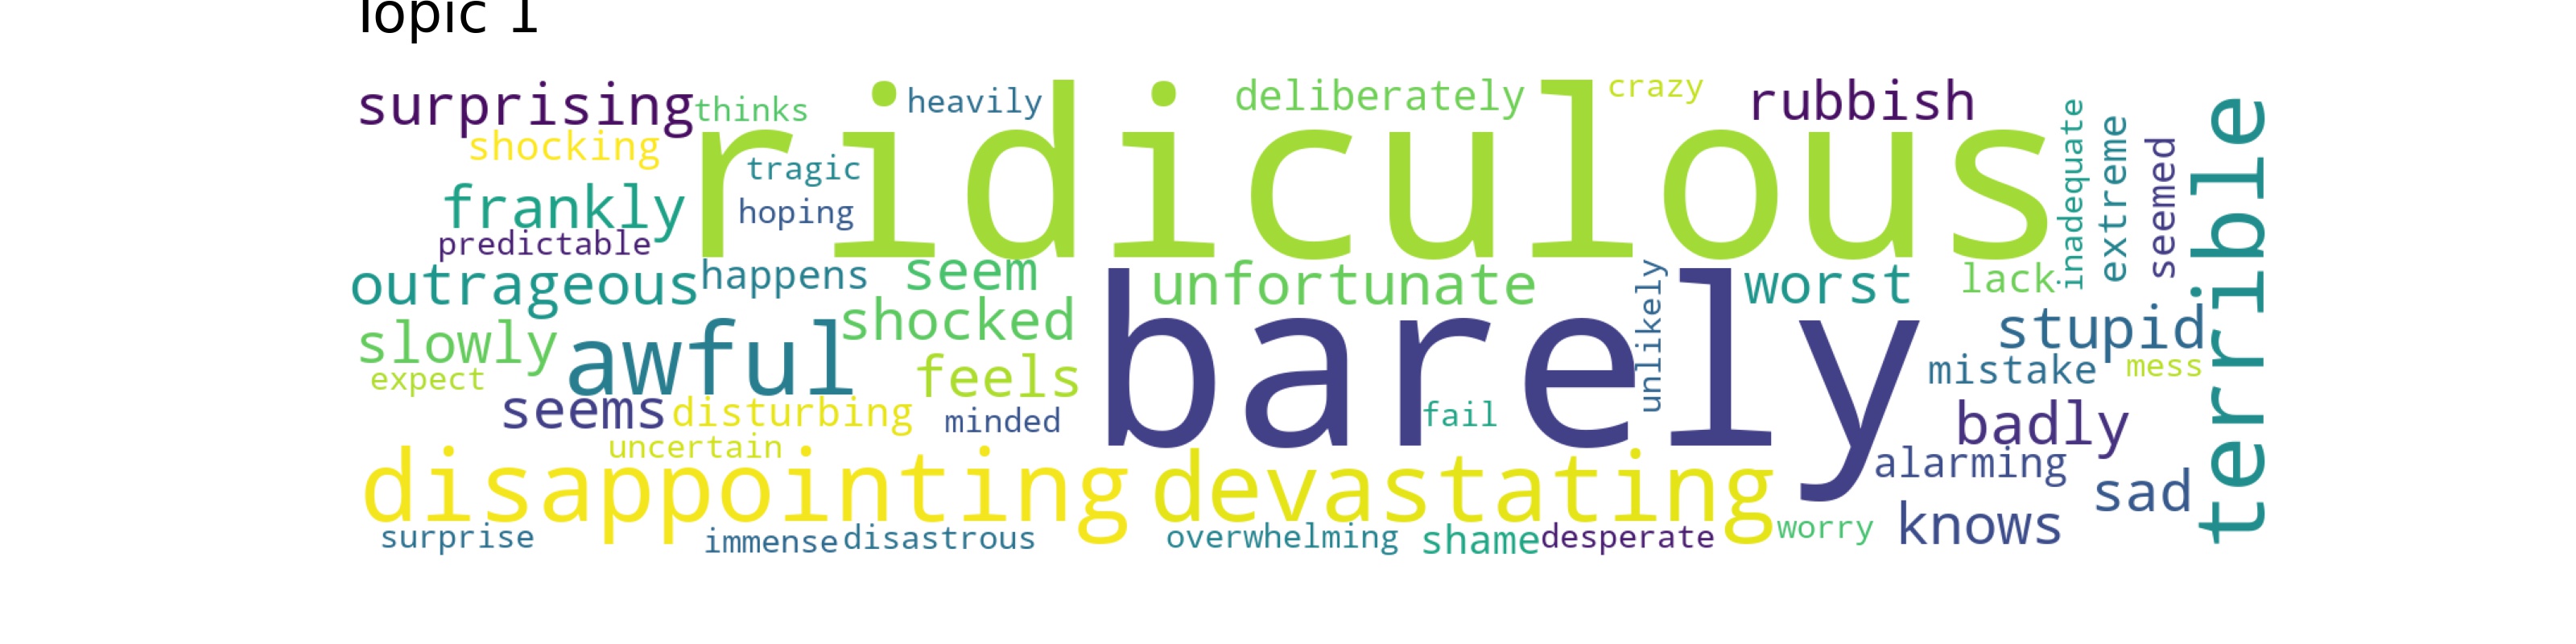 Topic 1
surprising thinks heavily deliberately crazy rubbish
shocking
ridiculous
tragic
frankly hoping
predictable
inadequate extreme seemed terrible
outrageous happens seem unfortunate unlikely worst lack
slowly awful shocked barely stupid
expect feels mistake mess
seems disturbing minded fail badly
uncertain
disappointing devastating alarming sad
surprise immense disastrous overwhelming shame desperate worry knows